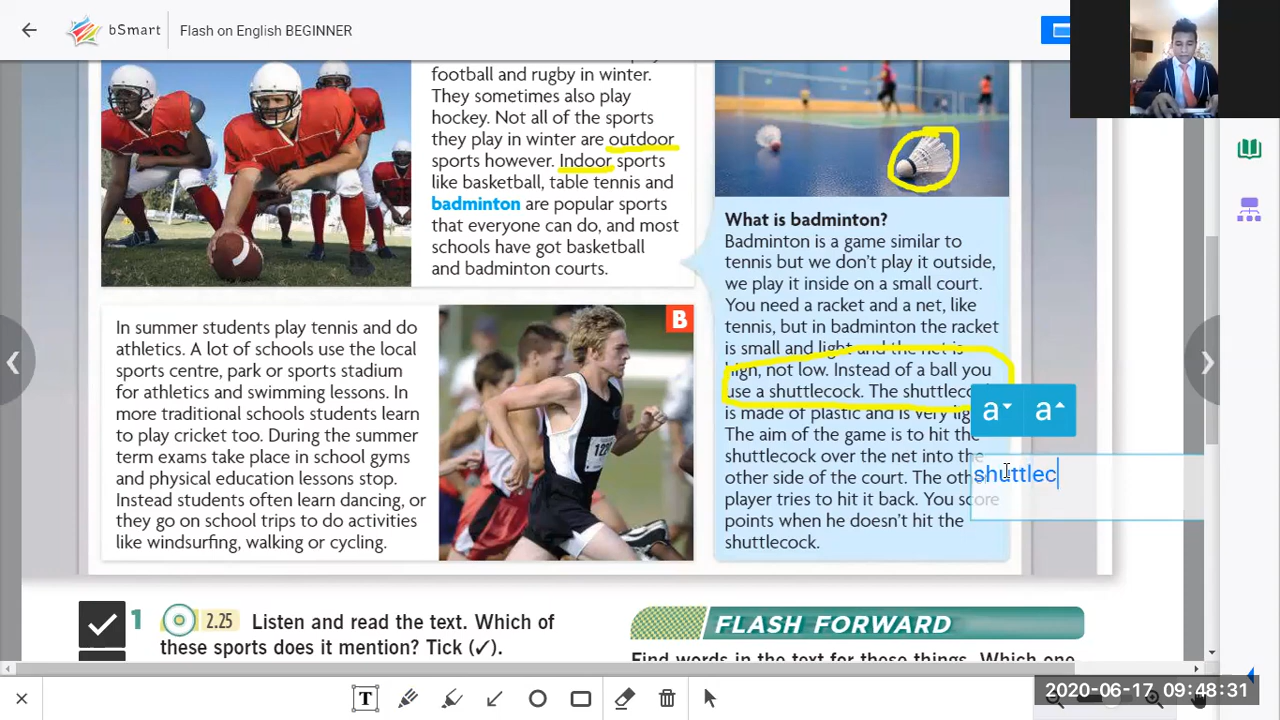 bSmart
Flash on English BEGINNER
football and rugby in winter.
They sometimes also play
hockey. Not all of the sports
they play in winter are outdoor
sports however. Indoor sports
like basketball, table tennis and
badminton are popular sports
that everyone can do, and most
schools have got basketball
and badminton courts.
What is badminton?
Badminton is a game similar to
tennis but we don't play it outside,
we play it inside on a small court.
You need a racket and a net, like
tennis, but in badminton the racket
is small and light and the net is
high, not low. Instead of a ball you
use a shuttlecock. The shuttlecock
is made of plastic and is very light.
The aim of the game is to hit the
shuttlecock over the net into the
other side of the court. The other
player tries to hit it back. You score
points when he doesn't hit the
shuttlecock.
a a
shuttlec
B
In summer students play tennis and do
athletics. A lot of schools use the local
sports centre, park or sports stadium
for athletics and swimming lessons. In
more traditional schools students learn
to play cricket too. During the summer
term exams take place in school gyms
and physical education lessons stop.
Instead students often learn dancing, or
they go on school trips to do activities
like windsurfing, walking or cycling.
1 2.25 Listen and read the text. Which of
these sports does it mention? Tick (✓).
FLASH FORWARD
Find words in the text for these things. Which one
T
2020-06-17 09:48:31